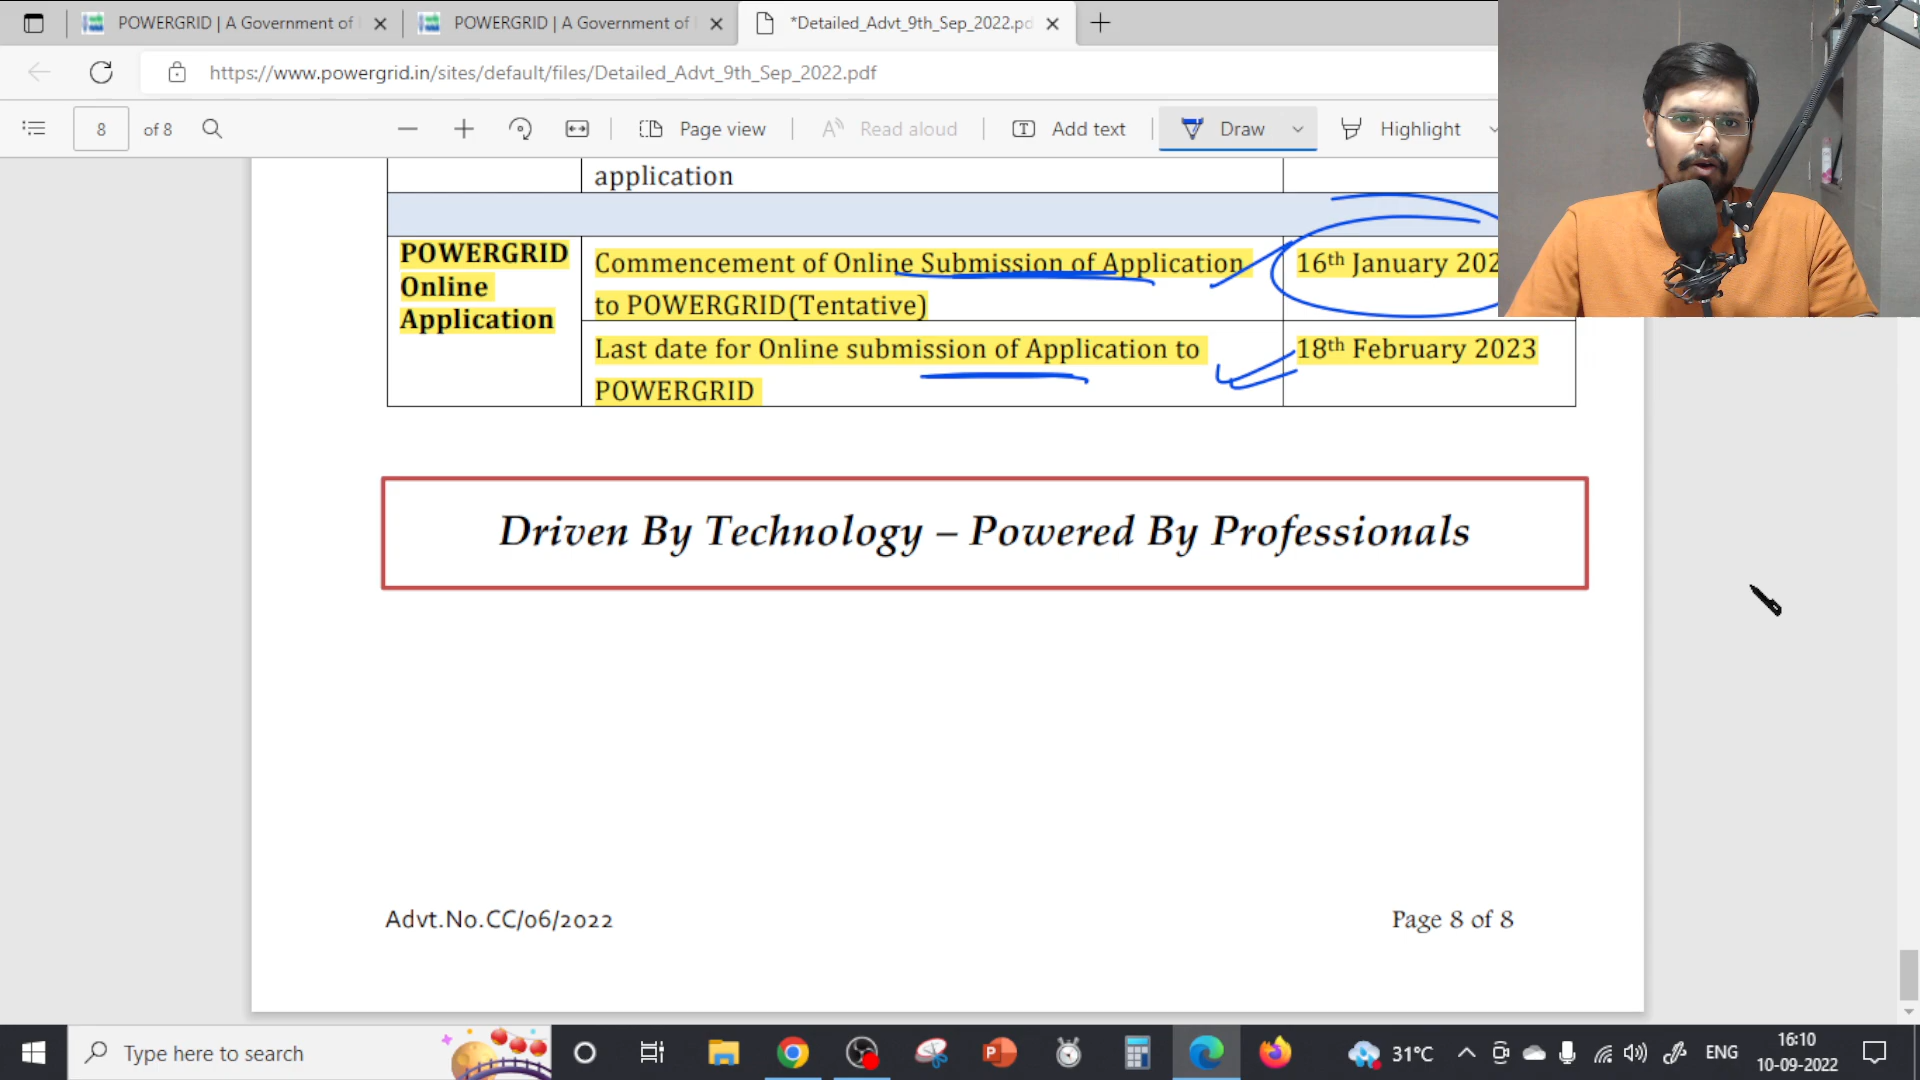 POWERGRID | A Government of
POWERGRID | A Government of
*Detailed_Advt_9th_Sep_2022.pd
https://www.powergrid.in/sites/default/files/Detailed_Advt_9th_Sep_2022.pdf
8 of 8
Page view
Read aloud
Add text
Draw
Highlight
application
POWERGRID
Online
Application
Commencement of Online Submission of Application
to POWERGRID(Tentative)
16th January 202
Last date for Online submission of Application to
POWERGRID
18th February 2023
Driven By Technology – Powered By Professionals
Advt.No.CC/06/2022
Page 8 of 8
Type here to search
31°C
ENG
16:10
10-09-2022